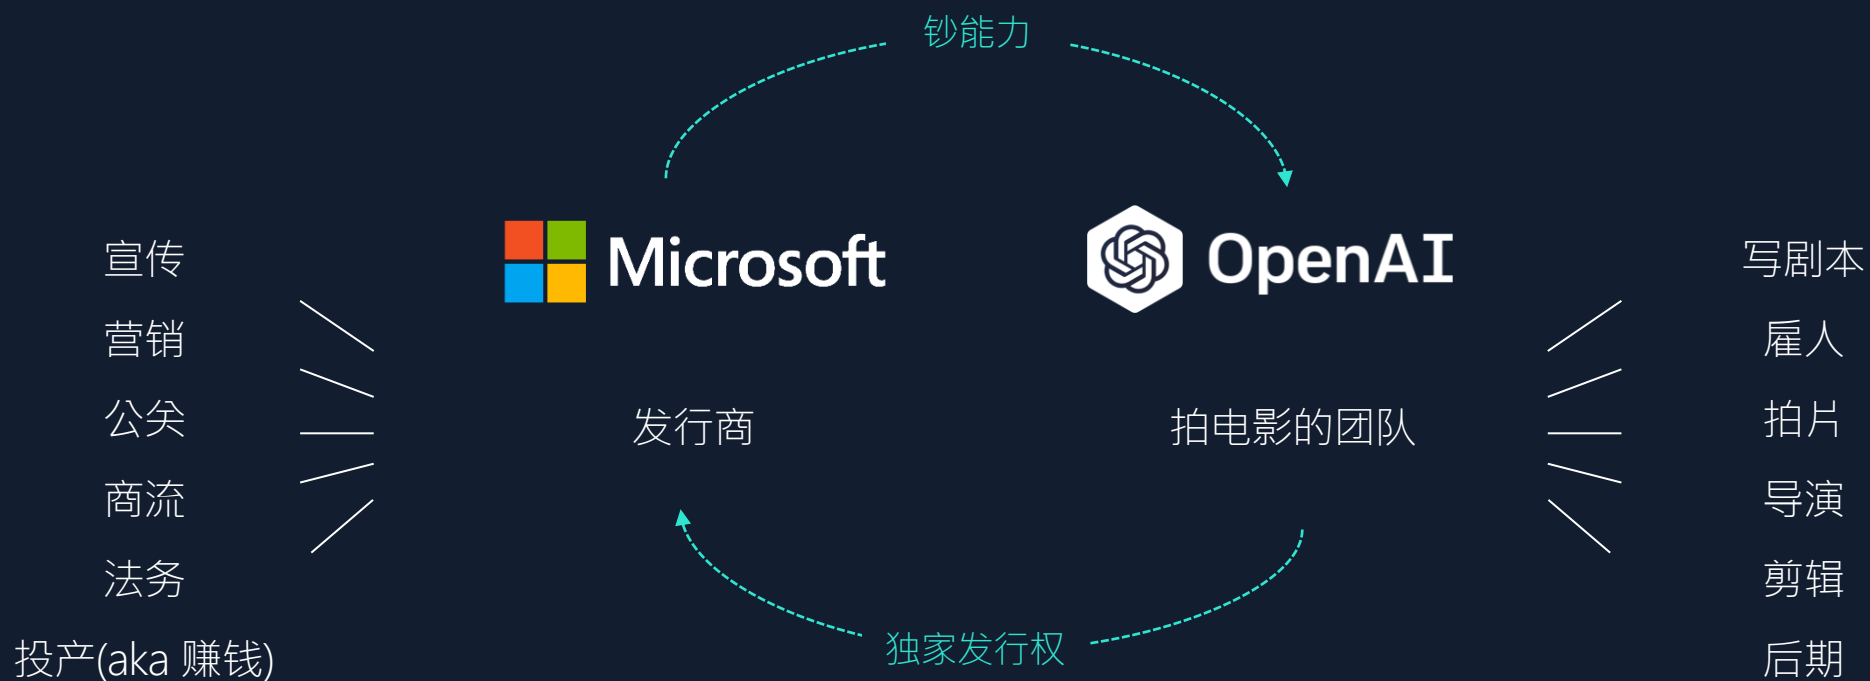 钞能力
Microsoft
OpenAI
宣传
营销
公关
商流
法务
投产(aka 赚钱)
发行商
拍电影的团队
写剧本
雇人
拍片
导演
剪辑
后期
独家发行权